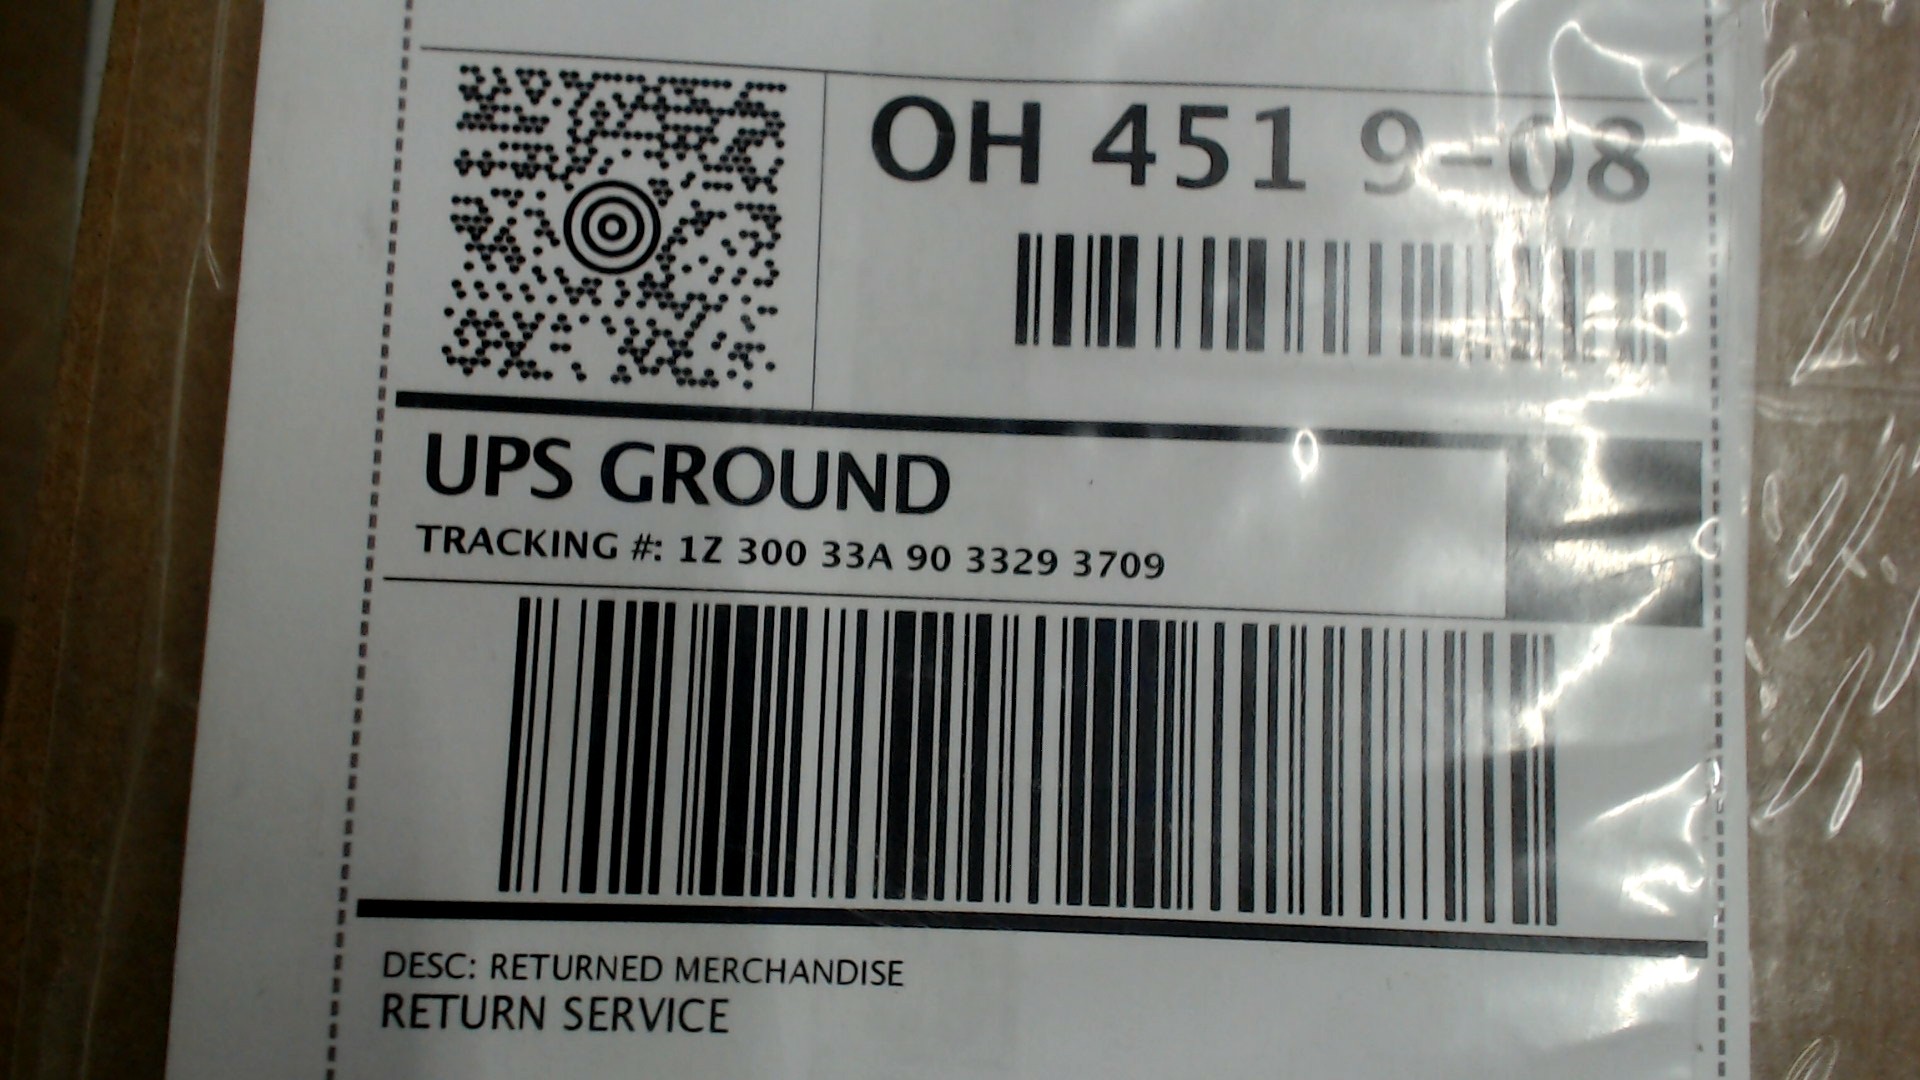 OH 451 9-08
UPS GROUND
TRACKING #: 1Z 300 33A 90 3329 3709
DESC: RETURNED MERCHANDISE
RETURN SERVICE